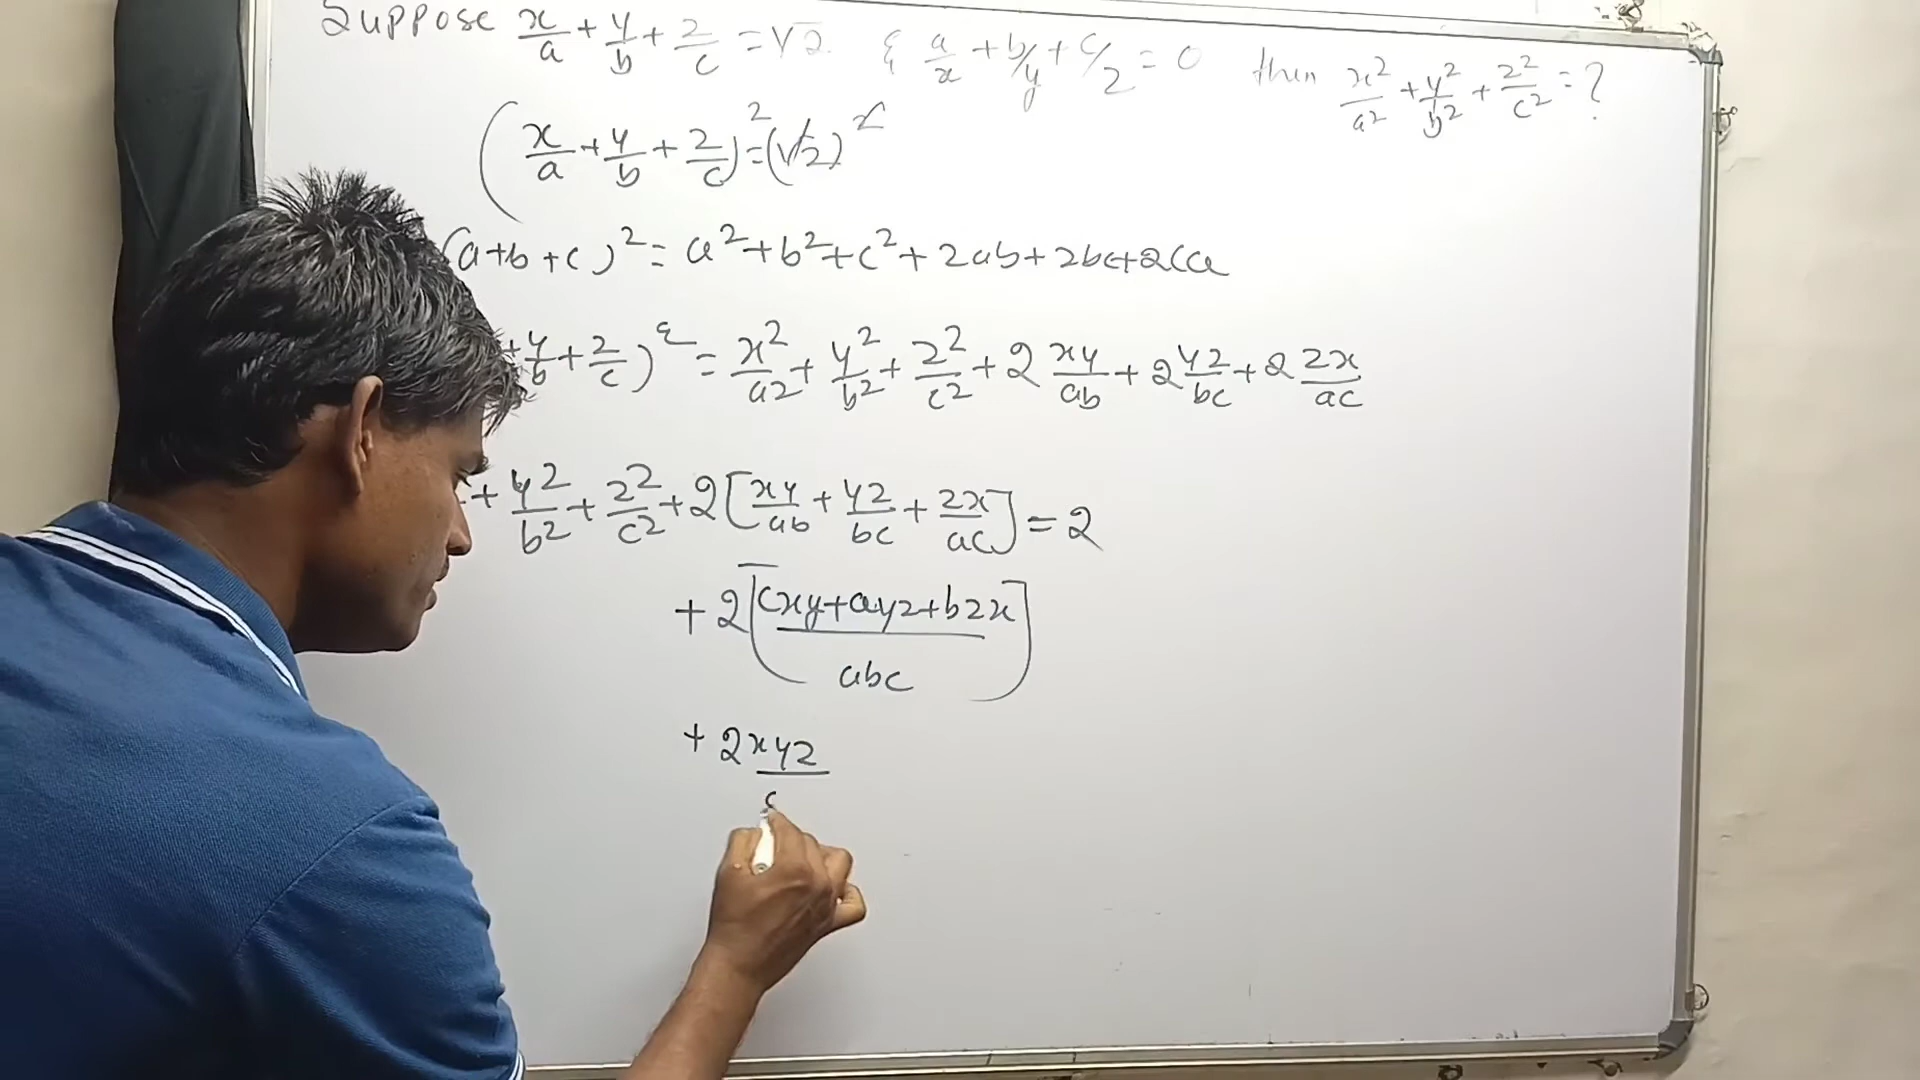 Suppose x/a + y/b + z/c = √2 & a/x + b/y + c/z = 0 then x²/a² + y²/b² + z²/c² = ?
(x/a + y/b + z/c)² = (√2)²
(a+b+c)² = a²+b²+c²+2ab+2bc+2ca
+ y/b + z/c)² = x²/a2 + y²/b² + z²/c² + 2 xy/ab + 2 yz/bc + 2 zx/ac
+ y²/b² + z²/c² + 2[xy/ab + yz/bc + zx/ac] = 2
+ 2[cxy+ayz+bzx/abc]
+ 2xyz